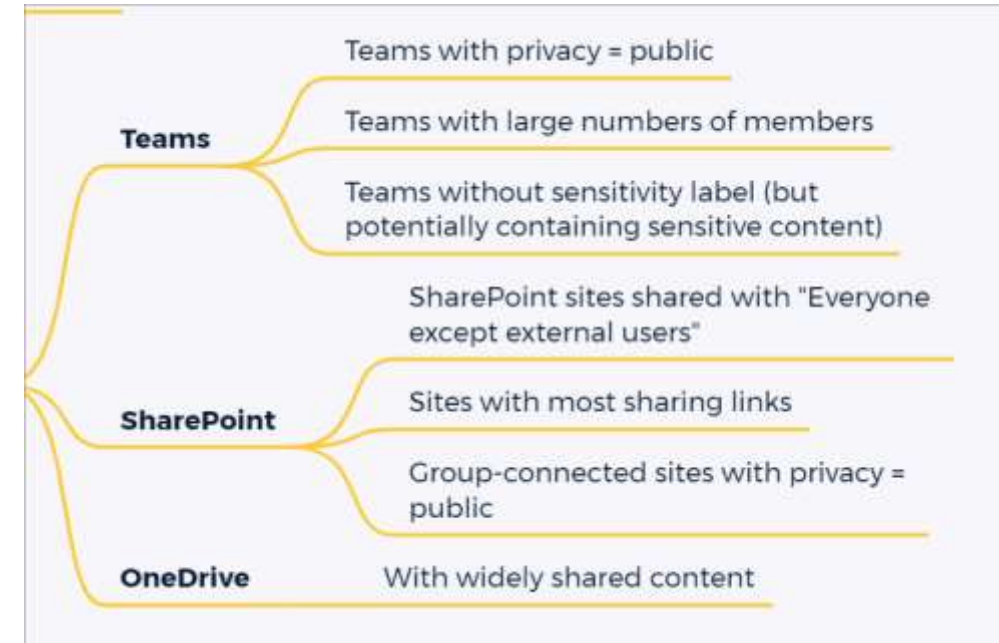 Teams
Teams with privacy = public
Teams with large numbers of members
Teams without sensitivity label (but
potentially containing sensitive content)
SharePoint
SharePoint sites shared with "Everyone
except external users"
Sites with most sharing links
Group-connected sites with privacy =
public
OneDrive
With widely shared content